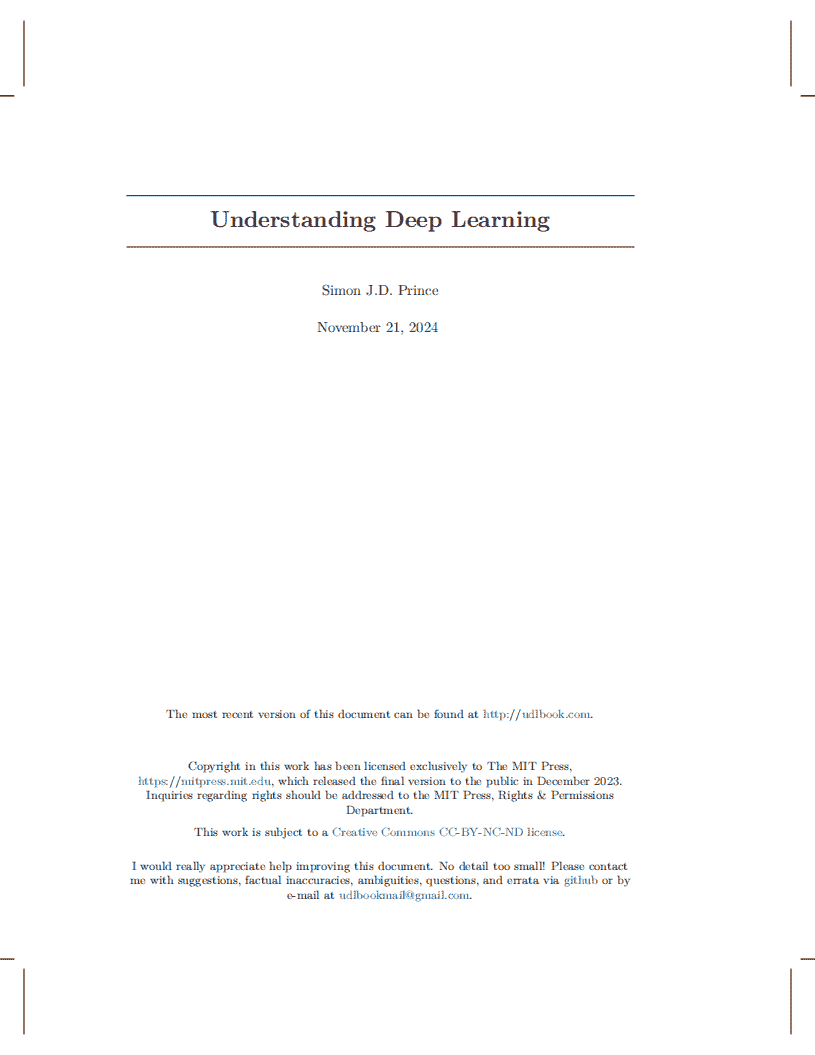 Understanding Deep Learning
Simon J.D. Prince
November 21, 2024
The most recent version of this document can be found at http://udlbook.com.
Copyright in this work has been licensed exclusively to The MIT Press,
https://mitpress.mit.edu, which released the final version to the public in December 2023.
Inquiries regarding rights should be addressed to the MIT Press, Rights & Permissions
Department.
This work is subject to a Creative Commons CC-BY-NC-ND license.
I would really appreciate help improving this document. No detail too small! Please contact
me with suggestions, factual inaccuracies, ambiguities, questions, and errata via github or by
e-mail at udlbookmail@gmail.com.